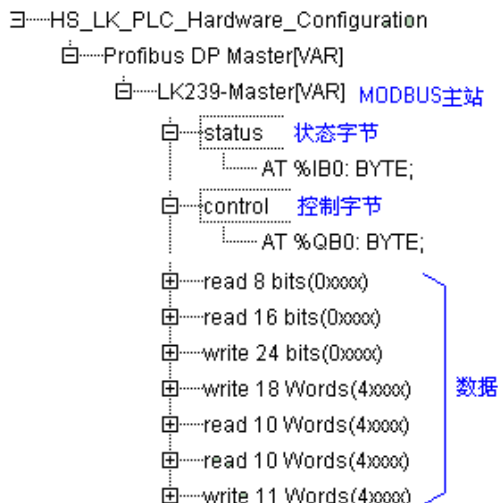 HS_LK_PLC_Hardware_Configuration
Profibus DP Master[VAR]
LK239-Master[VAR] MODBUS主站
status 状态字节
AT %IB0: BYTE;
control 控制字节
AT %QB0: BYTE;
read 8 bits(0xxxx)
read 16 bits(0xxxx)
write 24 bits(0xxxx)
write 18 Words(4xxxx) 数据
read 10 Words(4xxxx)
read 10 Words(4xxxx)
write 11 Words(4xxxx)